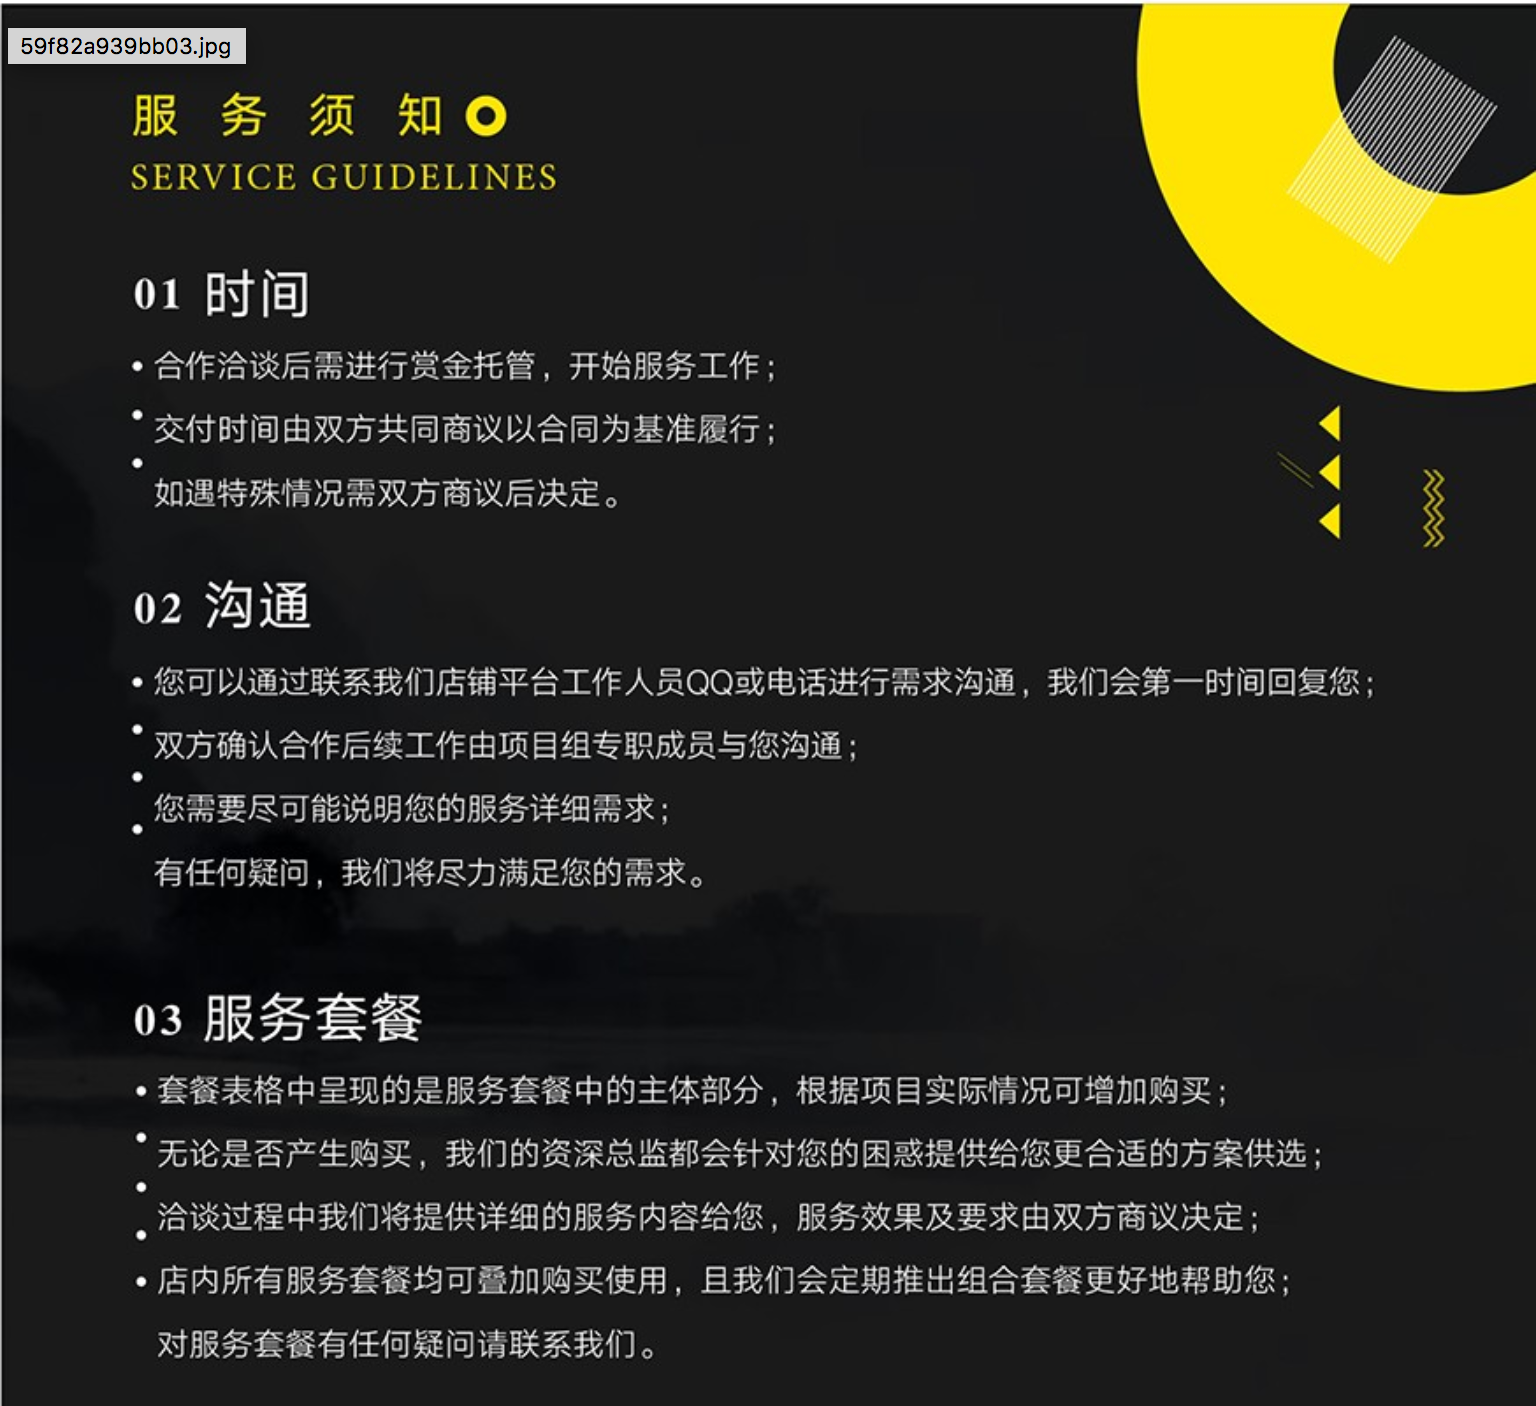 59f82a939bb03.jpg
服务须知
SERVICE GUIDELINES
01 时间
• 合作洽谈后需进行赏金托管，开始服务工作；
• 交付时间由双方共同商议以合同为基准履行；
• 如遇特殊情况需双方商议后决定。
02 沟通
• 您可以通过联系我们店铺平台工作人员QQ或电话进行需求沟通，我们会第一时间回复您；
• 双方确认合作后续工作由项目组专职成员与您沟通；
• 您需要尽可能说明您的服务详细需求；
• 有任何疑问，我们将尽力满足您的需求。
03 服务套餐
• 套餐表格中呈现的是服务套餐中的主体部分，根据项目实际情况可增加购买；
• 无论是否产生购买，我们的资深总监都会针对您的困惑提供给您更合适的方案供选；
• 洽谈过程中我们将提供详细的服务内容给您，服务效果及要求由双方商议决定；
• 店内所有服务套餐均可叠加购买使用，且我们会定期推出组合套餐更好地帮助您；
• 对服务套餐有任何疑问请联系我们。